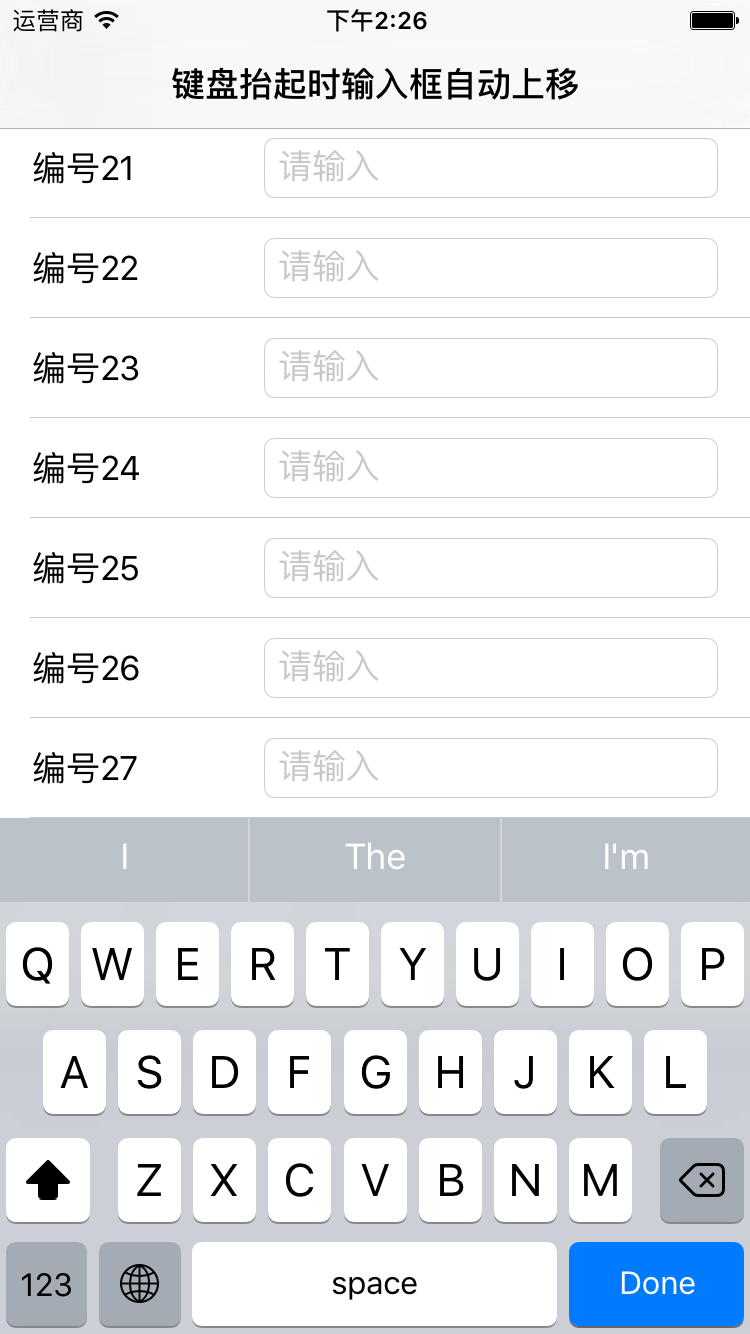 运营商 下午2:26
键盘抬起时输入框自动上移
编号21 请输入
编号22 请输入
编号23 请输入
编号24 请输入
编号25 请输入
编号26 请输入
编号27 请输入
I The I'm
Q W E R T Y U I O P
A S D F G H J K L
Z X C V B N M
123 space Done